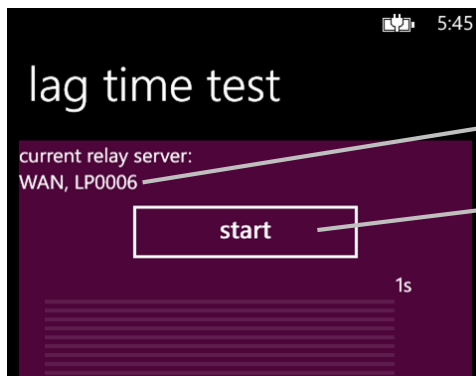 5:45
lag time test
current relay server:
WAN, LP0006
start
1s